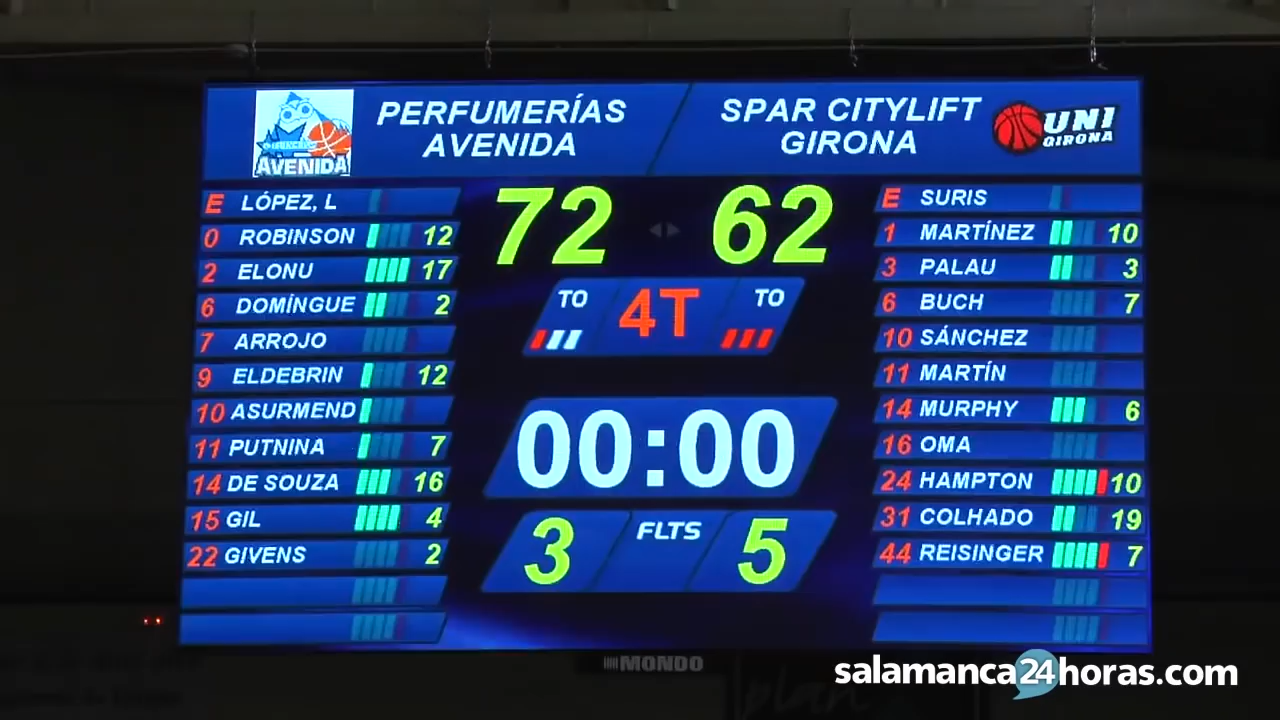 PERFUMERÍAS
AVENIDA
SPAR CITYLIFT
GIRONA
AVENIDA
UNI
GIRONA
72
62
TO
4T
TO
00:00
3
FLTS
5
E LÓPEZ, L
0 ROBINSON 12
2 ELONU 17
6 DOMÍNGUE 2
7 ARROJO
9 ELDEBRIN 12
10 ASURMEND
11 PUTNINA 7
14 DE SOUZA 16
15 GIL 4
22 GIVENS 2
E SURIS
1 MARTÍNEZ 10
3 PALAU 3
6 BUCH 7
10 SÁNCHEZ
11 MARTÍN
14 MURPHY 6
16 OMA
24 HAMPTON 10
31 COLHADO 19
44 REISINGER 7
MONDO
plan
salamanca24horas.com